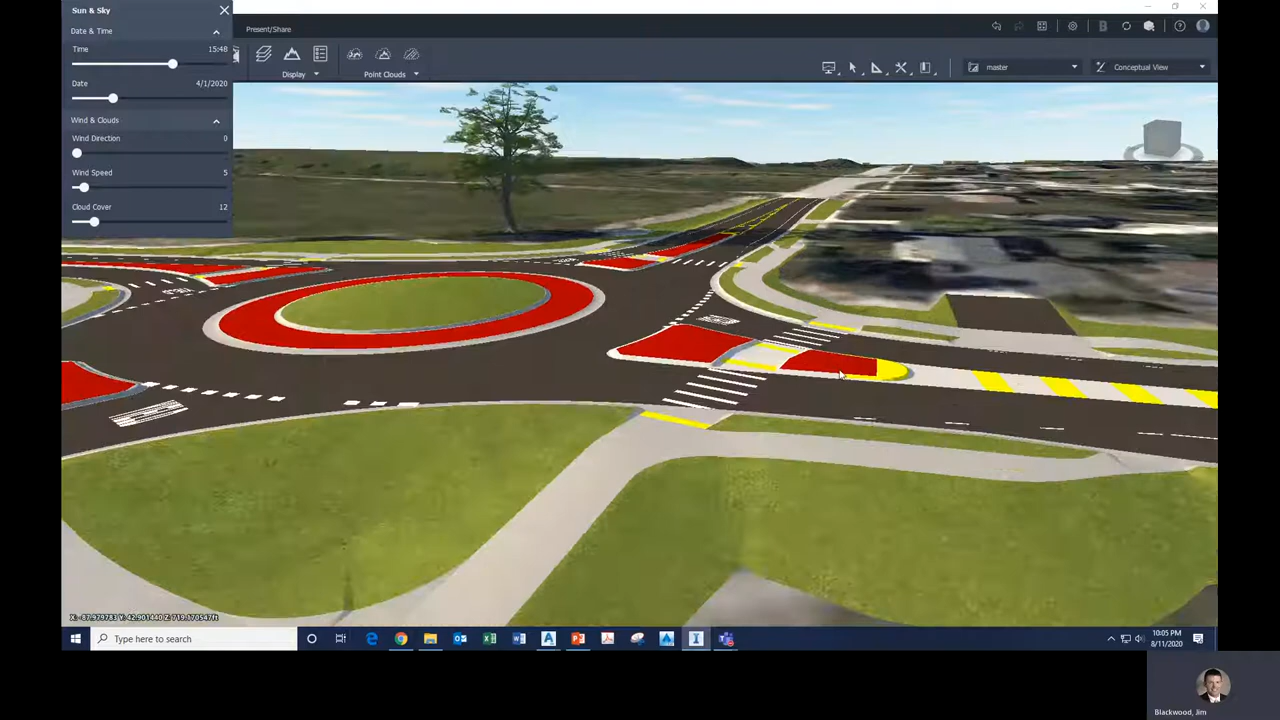 Sun & Sky
Present/Share
Date & Time
Time 15:48
Date 4/1/2020
Wind & Clouds
Wind Direction 0
Wind Speed 5
Cloud Cover 12
Display
Point Clouds
master
Conceptual View
Type here to search
10:05 PM
8/11/2020
Blackwood, Jim